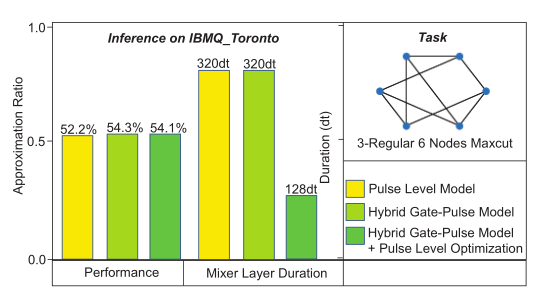 Inference on IBMQ_Toronto
Approximation Ratio
1.0
0.5
0.0
52.2%
54.3%
54.1%
320dt
320dt
128dt
Duration (dt)
Performance
Mixer Layer Duration
Task
3-Regular 6 Nodes Maxcut
Pulse Level Model
Hybrid Gate-Pulse Model
Hybrid Gate-Pulse Model
+ Pulse Level Optimization